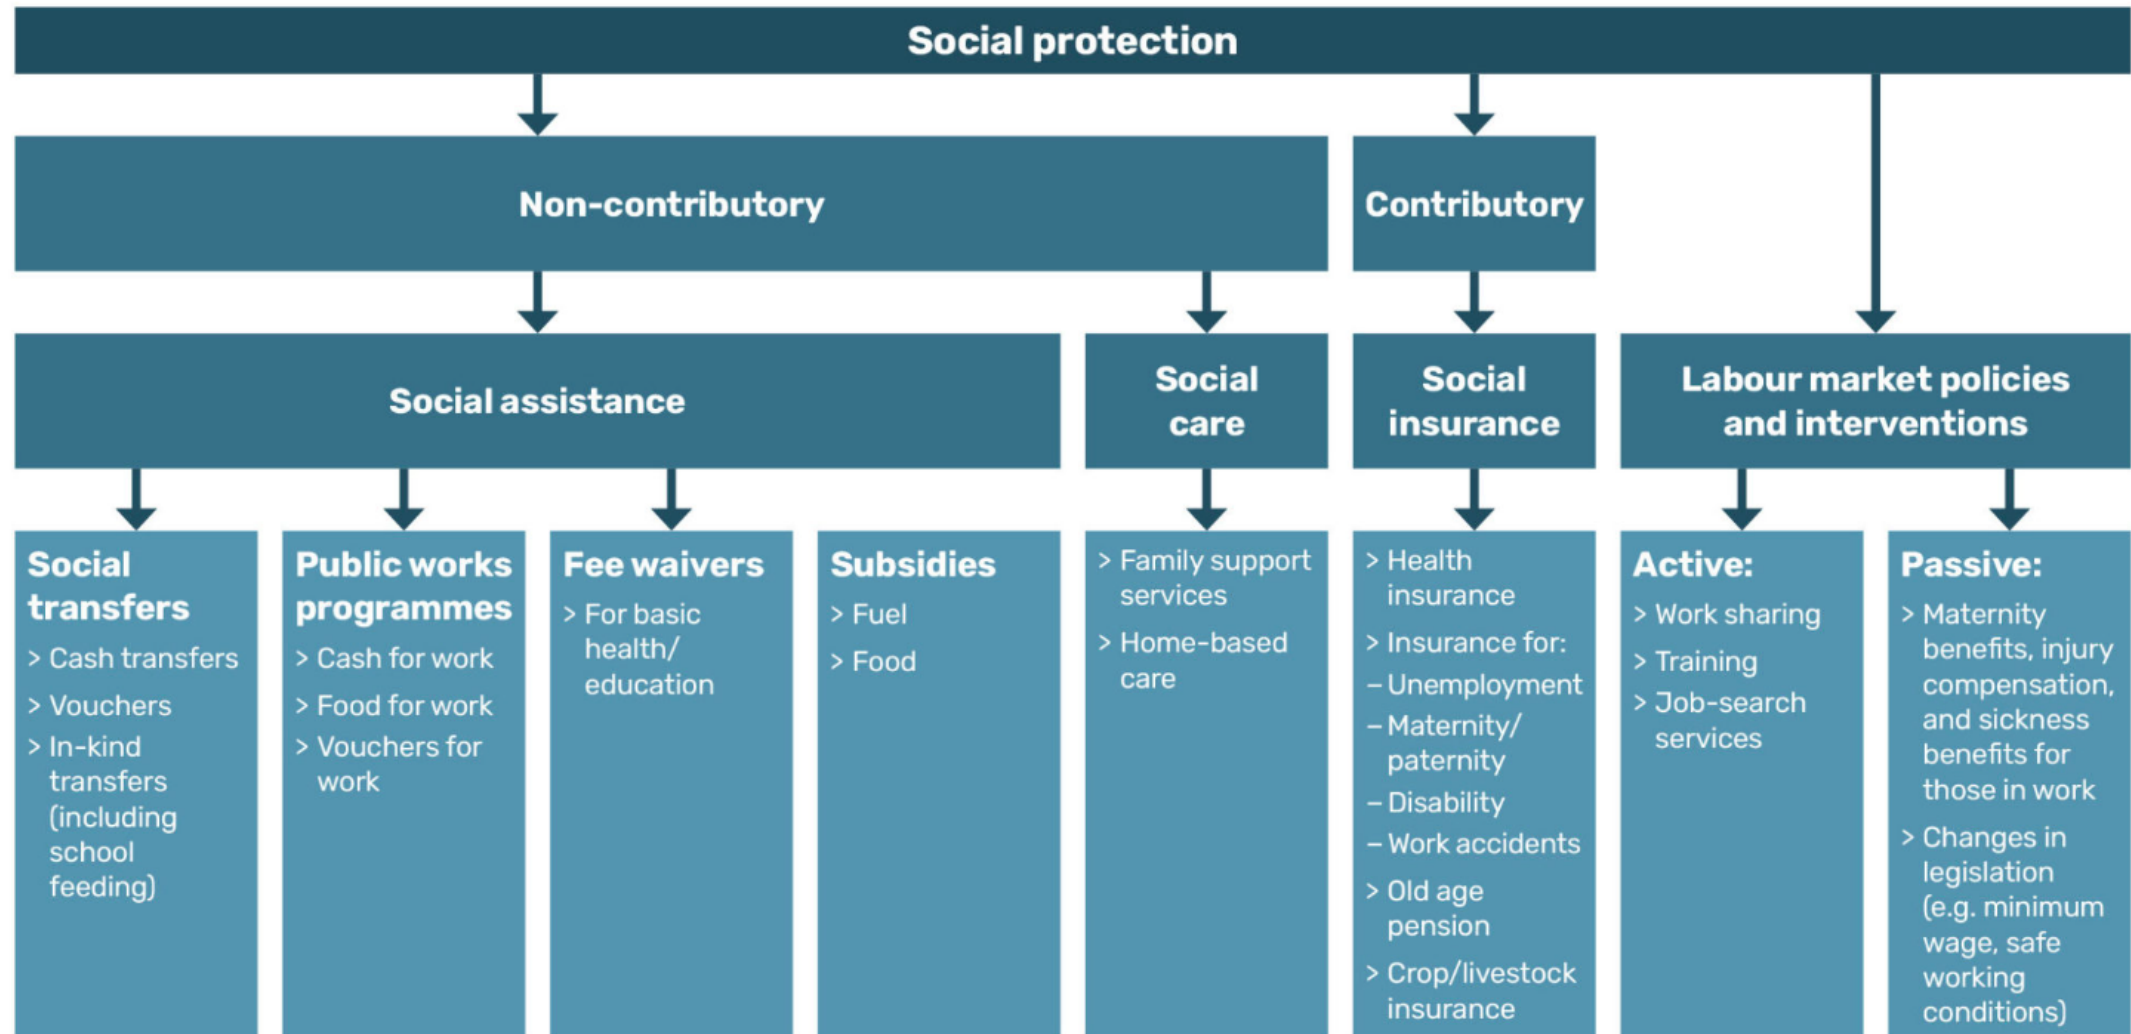 Social protection
Non-contributory
Contributory
Social assistance
Social
care
Social
insurance
Labour market policies
and interventions
Social
transfers
> Cash transfers
> Vouchers
> In-kind
transfers
(including
school
feeding)
Public works
programmes
> Cash for work
> Food for work
> Vouchers for
work
Fee waivers
> For basic
health/
education
Subsidies
> Fuel
> Food
> Family support
services
> Home-based
care
> Health
insurance
> Insurance for:
– Unemployment
– Maternity/
paternity
– Disability
– Work accidents
> Old age
pension
> Crop/livestock
insurance
Active:
> Work sharing
> Training
> Job-search
services
Passive:
> Maternity
benefits, injury
compensation,
and sickness
benefits for
those in work
> Changes in
legislation
(e.g. minimum
wage, safe
working
conditions)